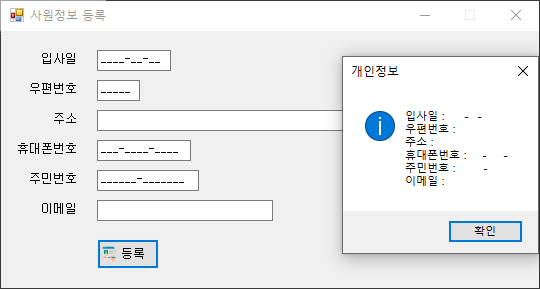 사원정보 등록
입사일 ____-__-__
우편번호 _____
주소
휴대폰번호 ___-____-____
주민번호 ______-_______
이메일
등록
개인정보
입사일 :     -  -
우편번호 :
주소 :
휴대폰번호 :    -    -
주민번호 :       -
이메일 :
확인